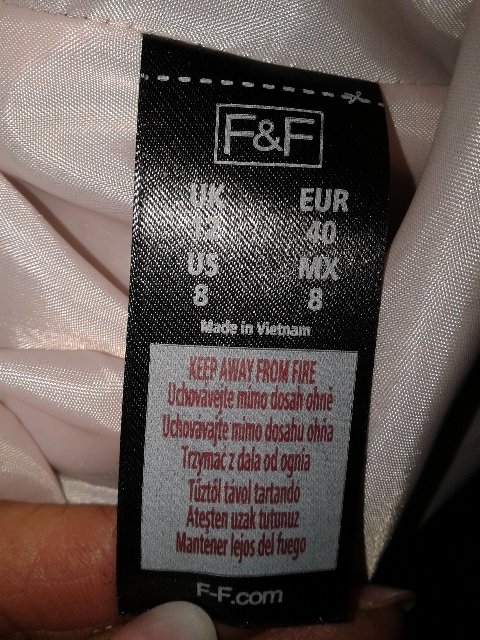 F&F
UK EUR
12 40
US MX
8 8
Made in Vietnam
KEEP AWAY FROM FIRE
Uchovávejte mimo dosah ohně
Uchovávajte mimo dosahu ohňa
Trzymać z dala od ognia
Tűztől távol tartandó
Ateşten uzak tutunuz
Mantener lejos del fuego
F-F.com